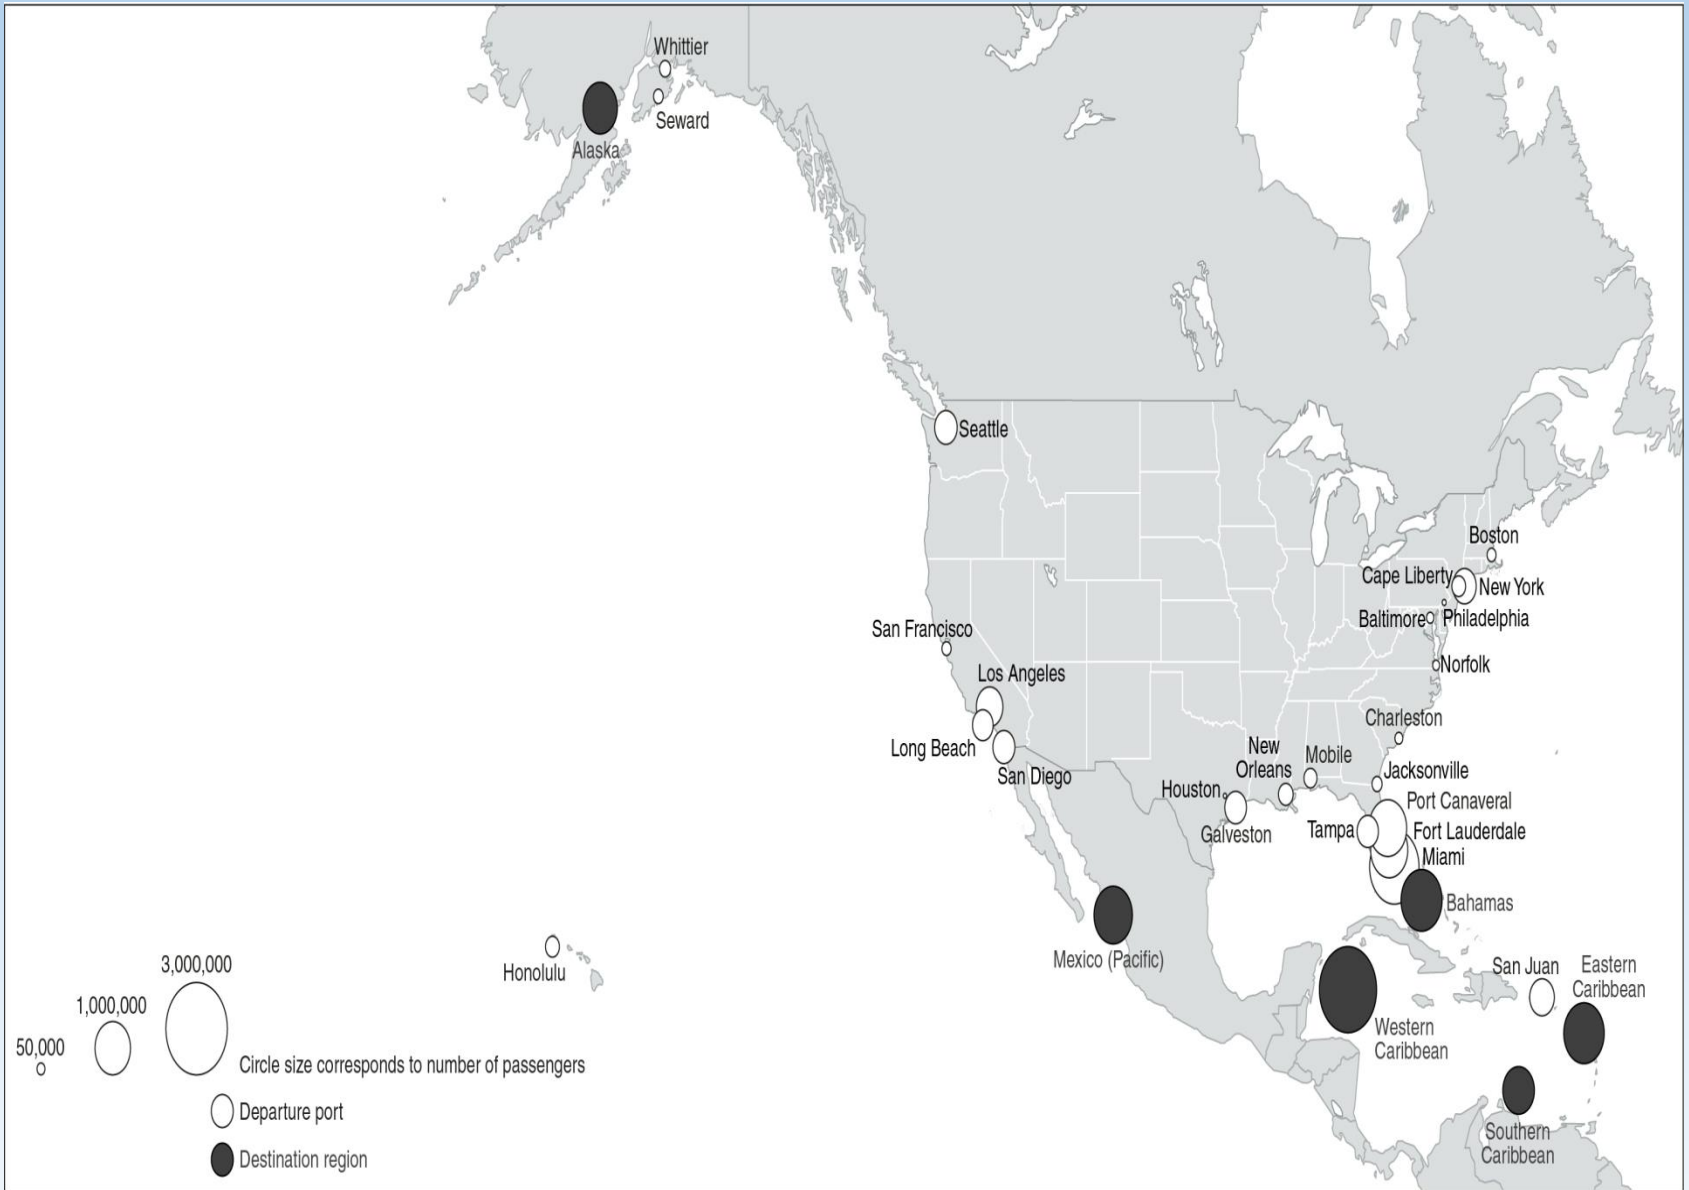 Whittier
Seward
Alaska
Seattle
Boston
Cape Liberty
New York
Baltimore
Philadelphia
San Francisco
Norfolk
Los Angeles
Charleston
Long Beach
New
Orleans
Mobile
San Diego
Jacksonville
Houston
Port Canaveral
Galveston
Tampa
Fort Lauderdale
Miami
Bahamas
Mexico (Pacific)
Honolulu
San Juan
Eastern
Caribbean
Western
Caribbean
Southern
Caribbean
3,000,000
1,000,000
50,000
Circle size corresponds to number of passengers
Departure port
Destination region